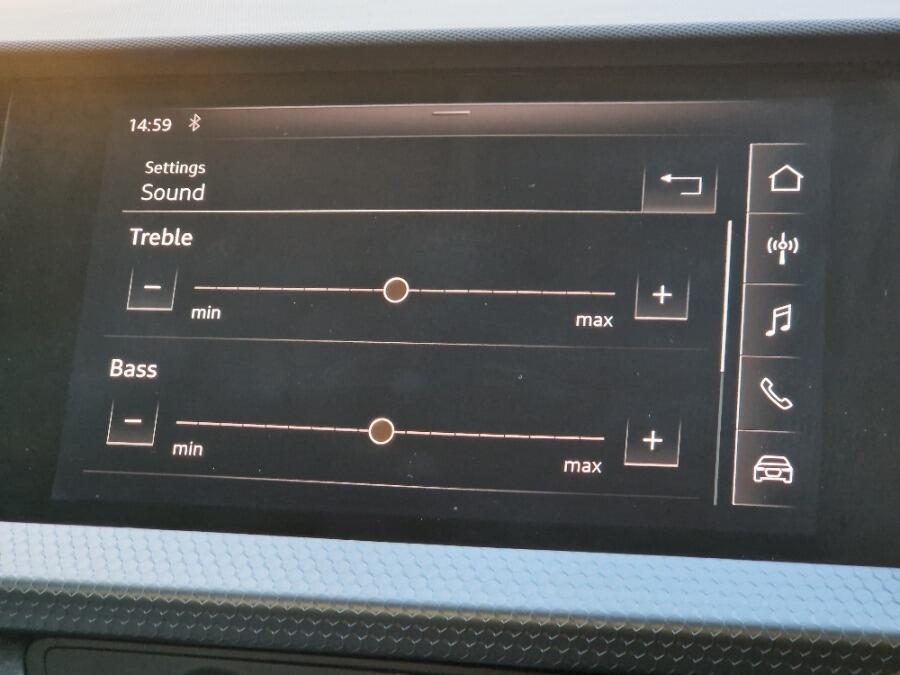 14:59
Settings
Sound
Treble
− +
min max
Bass
− +
min max